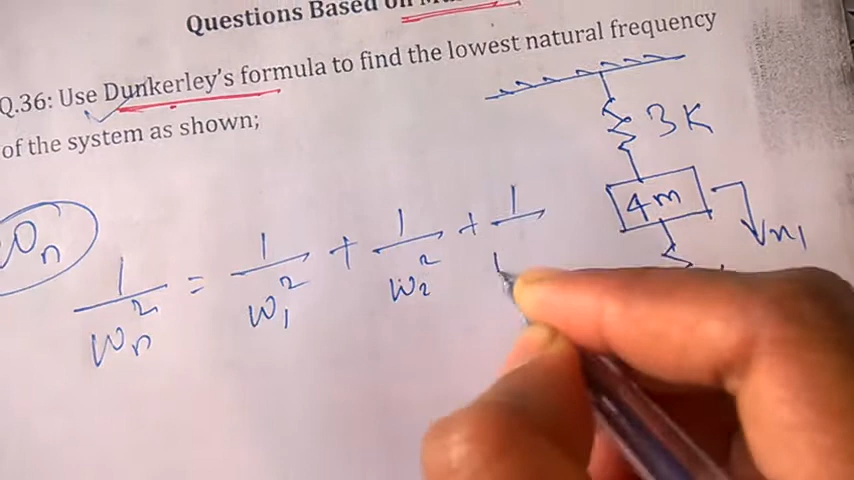 Questions Based on
Q.36: Use Dunkerley's formula to find the lowest natural frequency
of the system as shown;
3K
4m
x1
ωn
1/ωn² = 1/ω1² + 1/ω2² + 1/